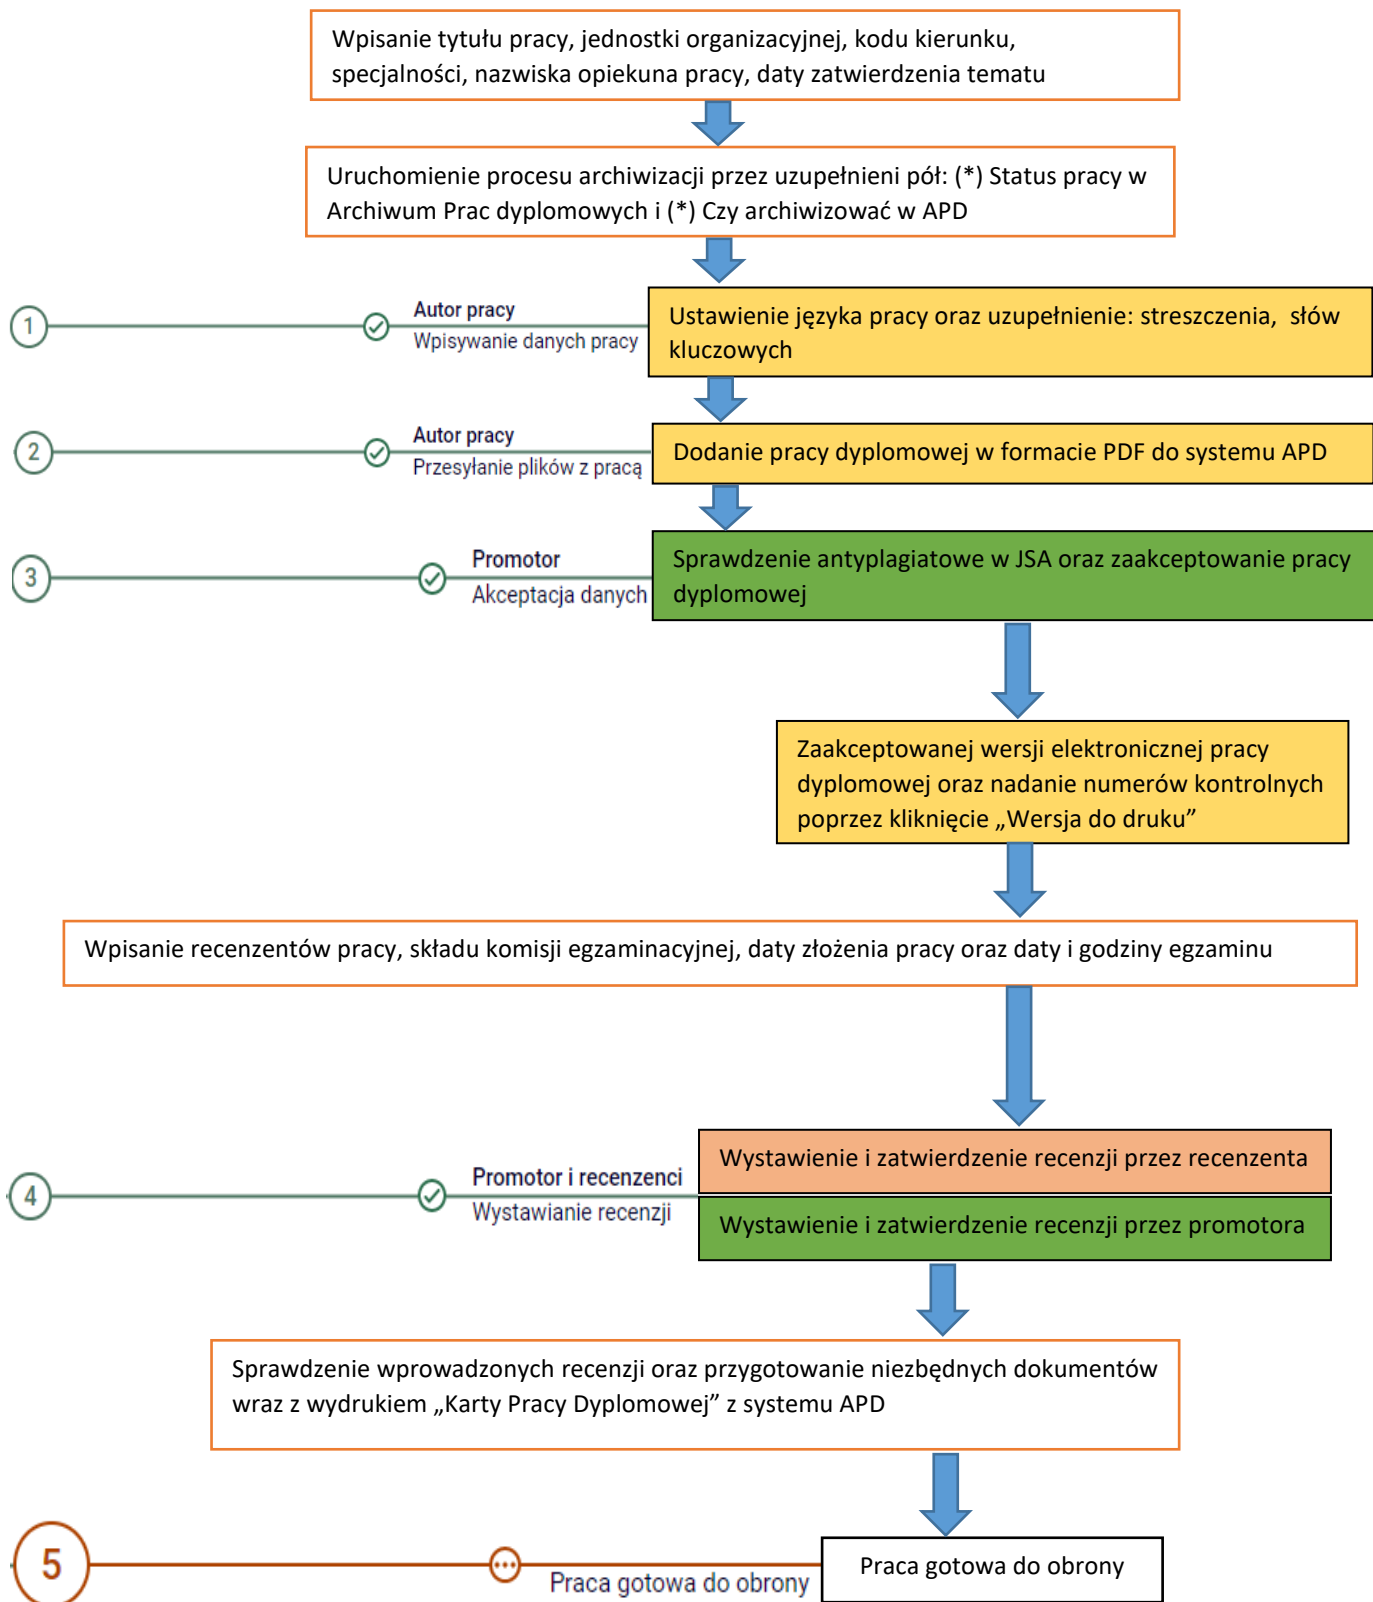 Wpisanie tytułu pracy, jednostki organizacyjnej, kodu kierunku,
specjalności, nazwiska opiekuna pracy, daty zatwierdzenia tematu
Uruchomienie procesu archiwizacji przez uzupełnieni pól: (*) Status pracy w
Archiwum Prac dyplomowych i (*) Czy archiwizować w APD
1
Autor pracy
Wpisywanie danych pracy
Ustawienie języka pracy oraz uzupełnienie: streszczenia, słów
kluczowych
2
Autor pracy
Przesyłanie plików z pracą
Dodanie pracy dyplomowej w formacie PDF do systemu APD
3
Promotor
Akceptacja danych
Sprawdzenie antyplagiatowe w JSA oraz zaakceptowanie pracy
dyplomowej
Zaakceptowanej wersji elektronicznej pracy
dyplomowej oraz nadanie numerów kontrolnych
poprzez kliknięcie „Wersja do druku”
Wpisanie recenzentów pracy, składu komisji egzaminacyjnej, daty złożenia pracy oraz daty i godziny egzaminu
4
Promotor i recenzenci
Wystawianie recenzji
Wystawienie i zatwierdzenie recenzji przez recenzenta
Wystawienie i zatwierdzenie recenzji przez promotora
Sprawdzenie wprowadzonych recenzji oraz przygotowanie niezbędnych dokumentów
wraz z wydrukiem „Karty Pracy Dyplomowej” z systemu APD
5
Praca gotowa do obrony
Praca gotowa do obrony